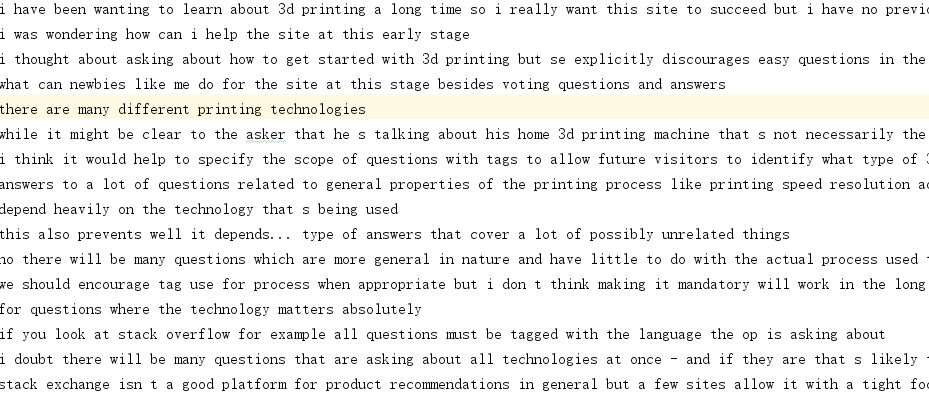 i have been wanting to learn about 3d printing a long time so i really want this site to succeed but i have no
i was wondering how can i help the site at this early stage
i thought about asking about how to get started with 3d printing but se explicitly discourages easy questions in the
what can newbies like me do for the site at this stage besides voting questions and answers
there are many different printing technologies
while it might be clear to the asker that he s talking about his home 3d printing machine that s not necessarily the
i think it would help to specify the scope of questions with tags to allow future visitors to identify what type of
answers to a lot of questions related to general properties of the printing process like printing speed resolution
depend heavily on the technology that s being used
this also prevents well it depends... type of answers that cover a lot of possibly unrelated things
no there will be many questions which are more general in nature and have little to do with the actual process used
we should encourage tag use for process when appropriate but i don t think making it mandatory will work in the long
for questions where the technology matters absolutely
if you look at stack overflow for example all questions must be tagged with the language the op is asking about
i doubt there will be many questions that are asking about all technologies at once - and if they are that s likely
stack exchange isn t a good platform for product recommendations in general but a few sites allow it with a tight